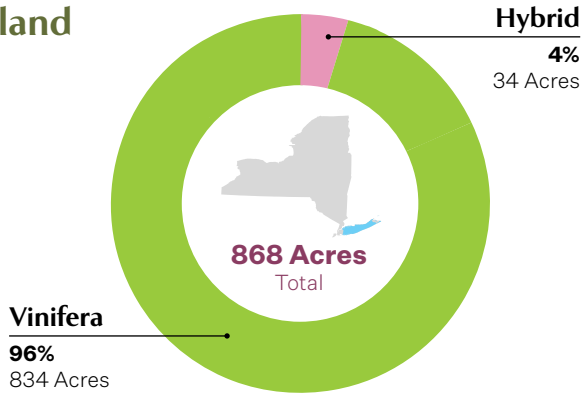 land
Hybrid
4%
34 Acres
868 Acres
Total
Vinifera
96%
834 Acres